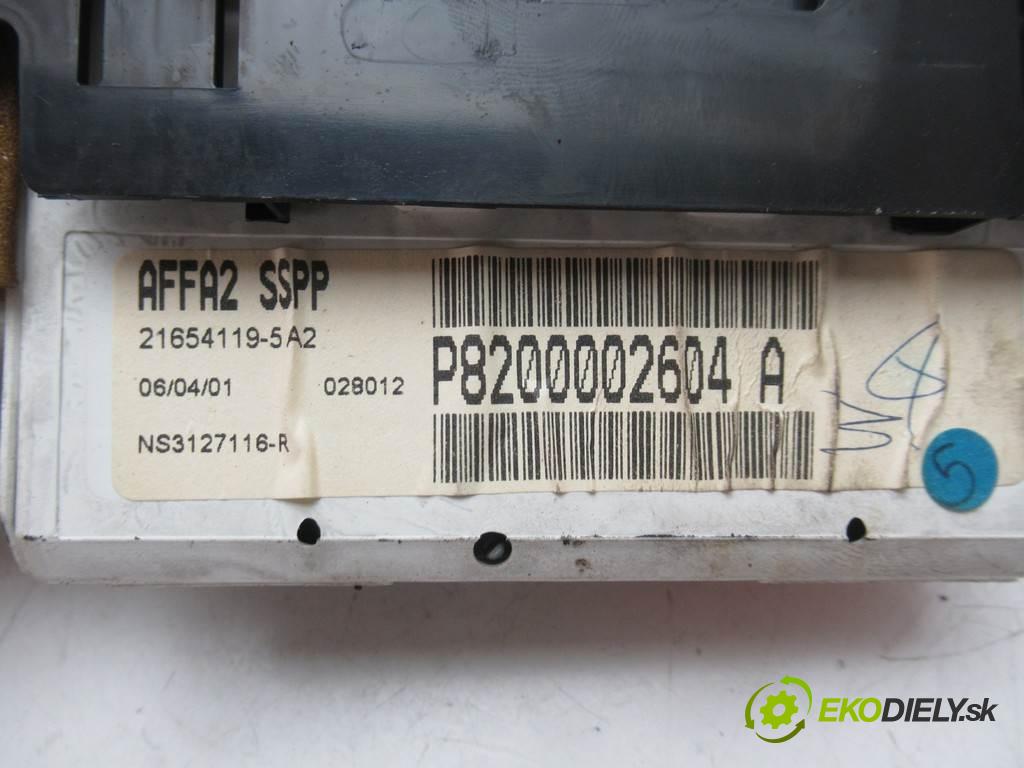 AFFA2 SSPP
21654119-5A2
06/04/01 028012
NS3127116-R
P8200002604 A
5
EKODIELY.sk